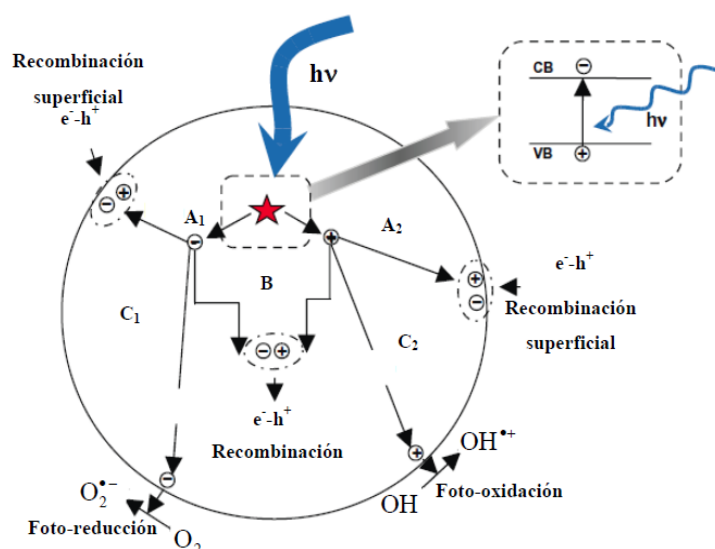 Recombinación
superficial
e⁻-h⁺
hν
CB
⊖
hν
VB
⊕
⊖ ⊕
A₁
⊖
⊕
A₂
B
e⁻-h⁺
⊕
⊖
Recombinación
superficial
C₁
C₂
⊖⊕
e⁻-h⁺
Recombinación
⊕
OH•⁺
⊖
Foto-oxidación
O₂•⁻
OH
Foto-reducción
O₂